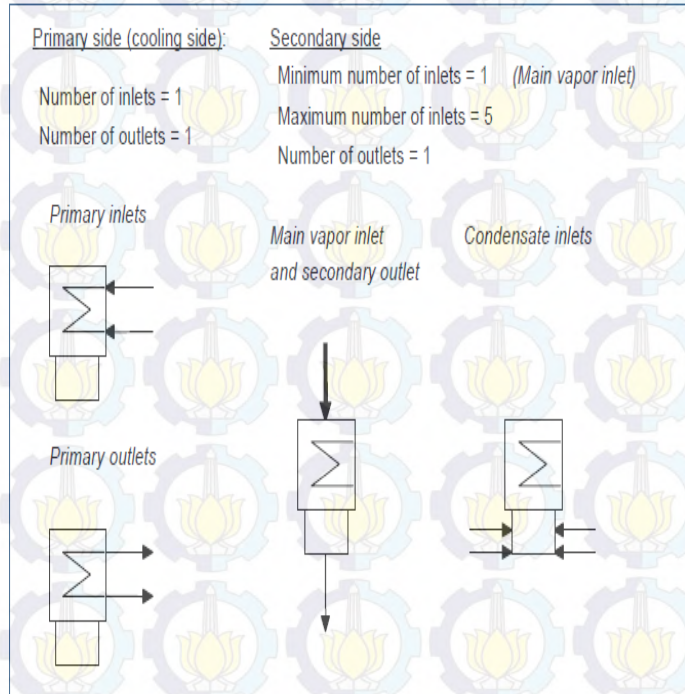 Primary side (cooling side):
Number of inlets = 1
Number of outlets = 1
Secondary side
Minimum number of inlets = 1 (Main vapor inlet)
Maximum number of inlets = 5
Number of outlets = 1
Primary inlets
Main vapor inlet
and secondary outlet
Condensate inlets
Primary outlets